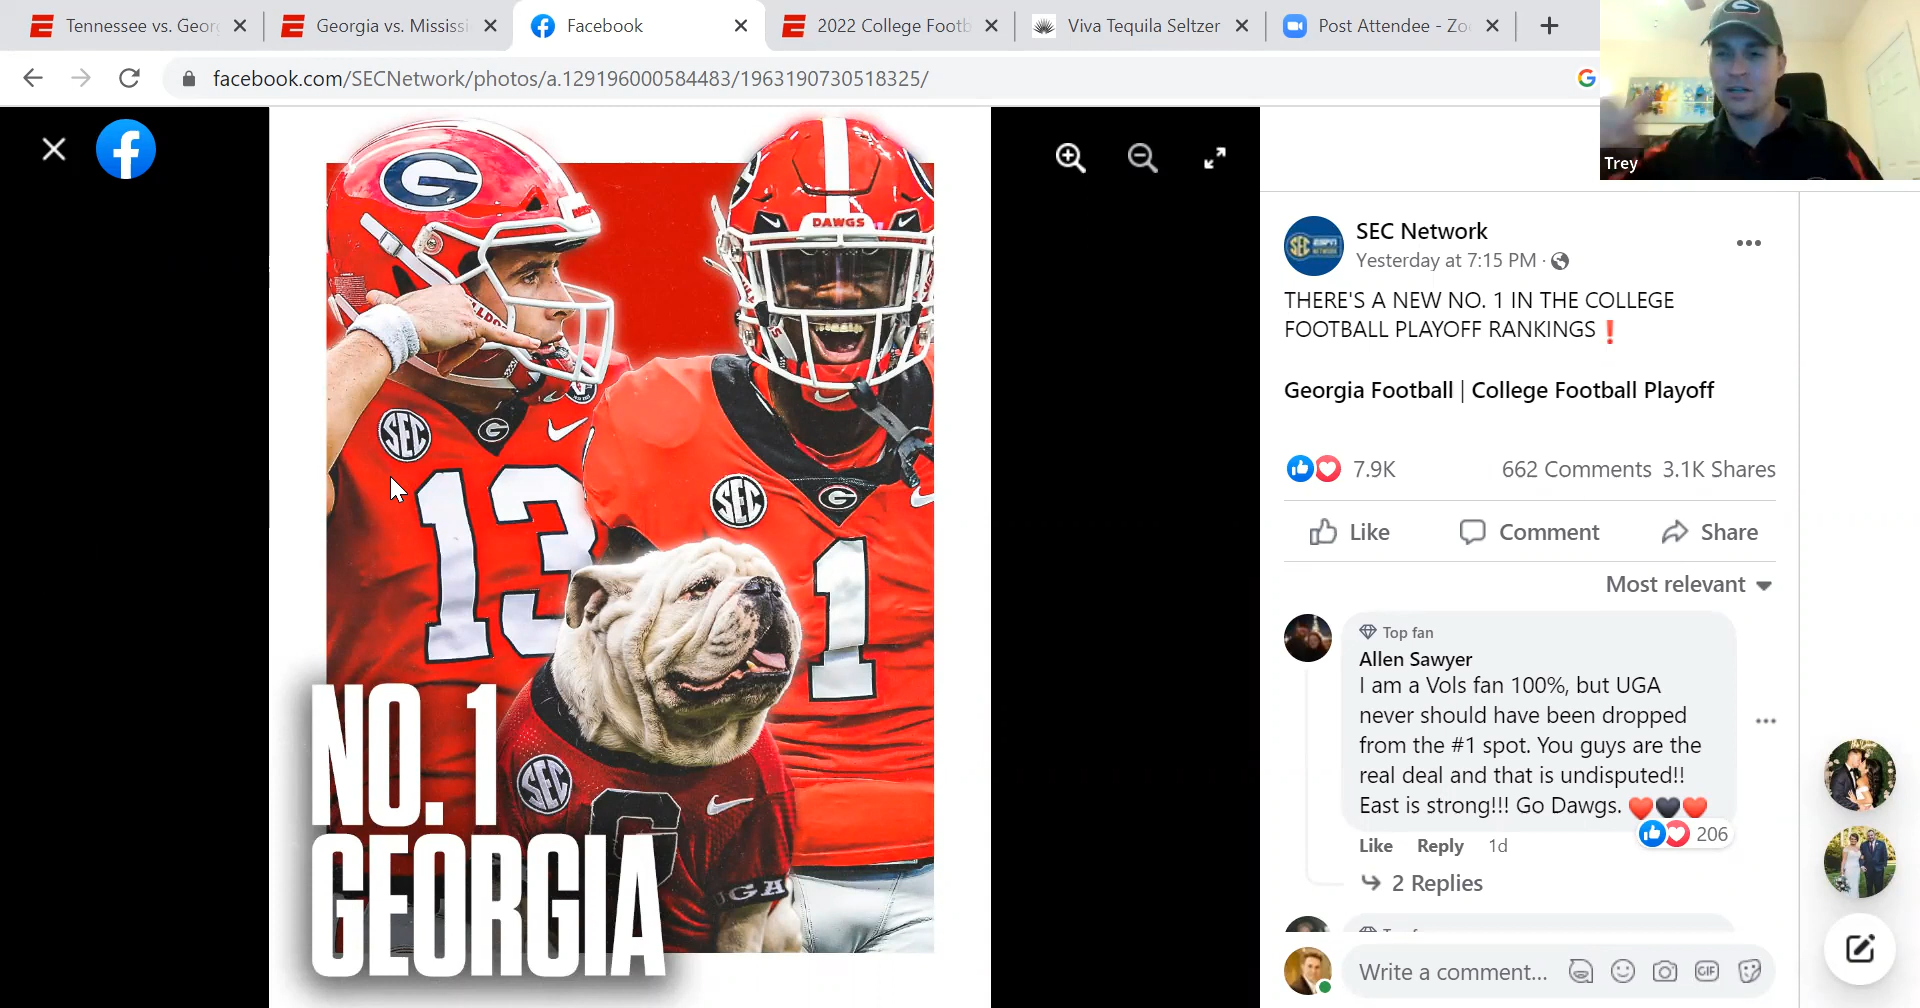 Tennessee vs. Geor
Georgia vs. Mississi
Facebook
2022 College Footb
Viva Tequila Seltzer
Post Attendee - Zo
facebook.com/SECNetwork/photos/a.129196000584483/1963190730518325/
Trey
G
DAWGS
SEC
G
SEC
G
13
1
NO. 1
GEORGIA
SEC
G
UGA
SEC ESPN NETWORK
SEC Network
Yesterday at 7:15 PM ·
THERE'S A NEW NO. 1 IN THE COLLEGE
FOOTBALL PLAYOFF RANKINGS❗
Georgia Football | College Football Playoff
7.9K
662 Comments 3.1K Shares
Like
Comment
Share
Most relevant
Top fan
Allen Sawyer
I am a Vols fan 100%, but UGA
never should have been dropped
from the #1 spot. You guys are the
real deal and that is undisputed!!
East is strong!!! Go Dawgs. ❤️🖤❤️
206
Like Reply 1d
2 Replies
Write a comment...
GIF